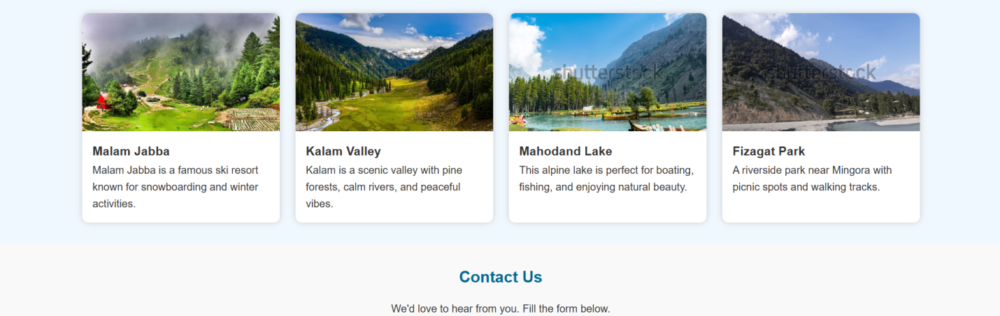 shutterstock
shutterstock
shutterstock
Malam Jabba
Malam Jabba is a famous ski resort
known for snowboarding and winter
activities.
Kalam Valley
Kalam is a scenic valley with pine
forests, calm rivers, and peaceful
vibes.
Mahodand Lake
This alpine lake is perfect for boating,
fishing, and enjoying natural beauty.
Fizagat Park
A riverside park near Mingora with
picnic spots and walking tracks.
Contact Us
We'd love to hear from you. Fill the form below.